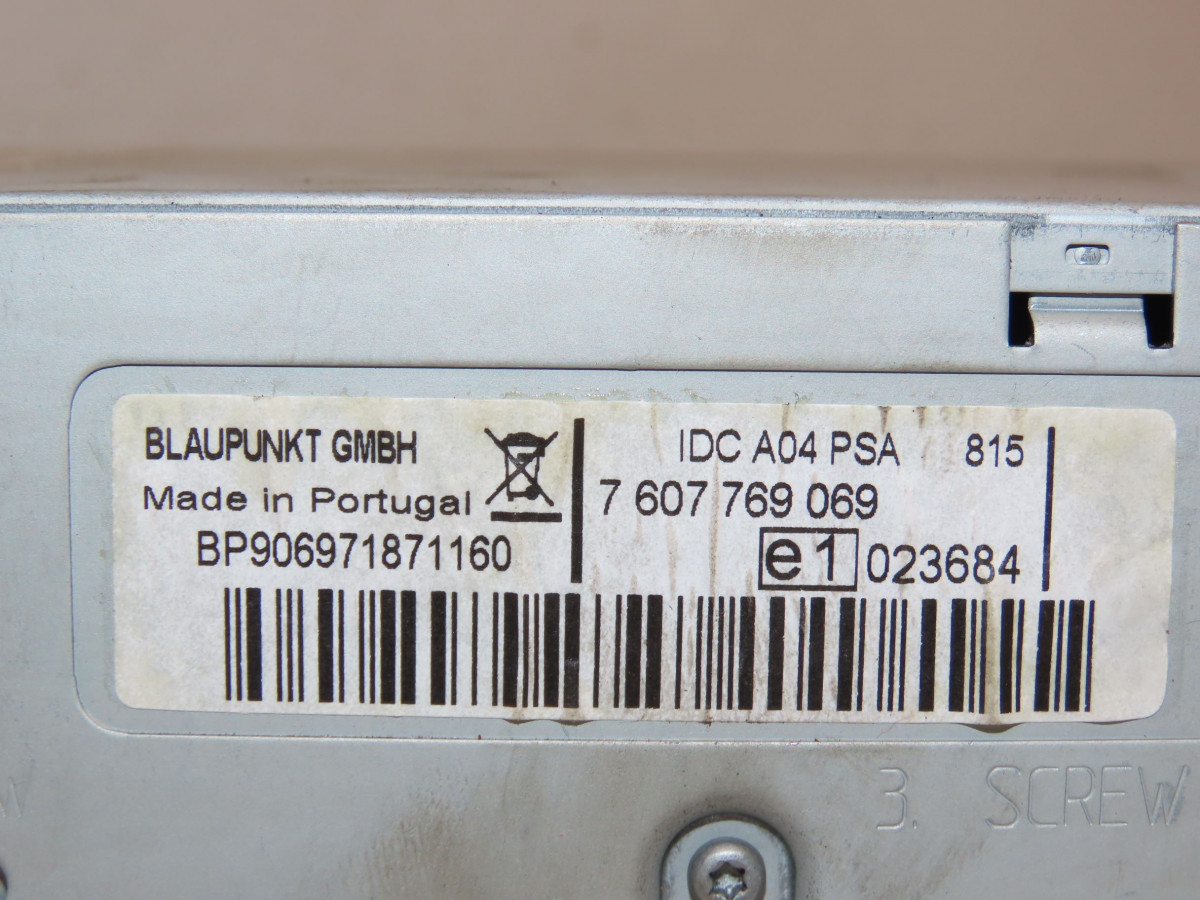 BLAUPUNKT GMBH
Made in Portugal
BP906971871160
IDC A04 PSA 815
7 607 769 069
e1 023684
3. SCREW